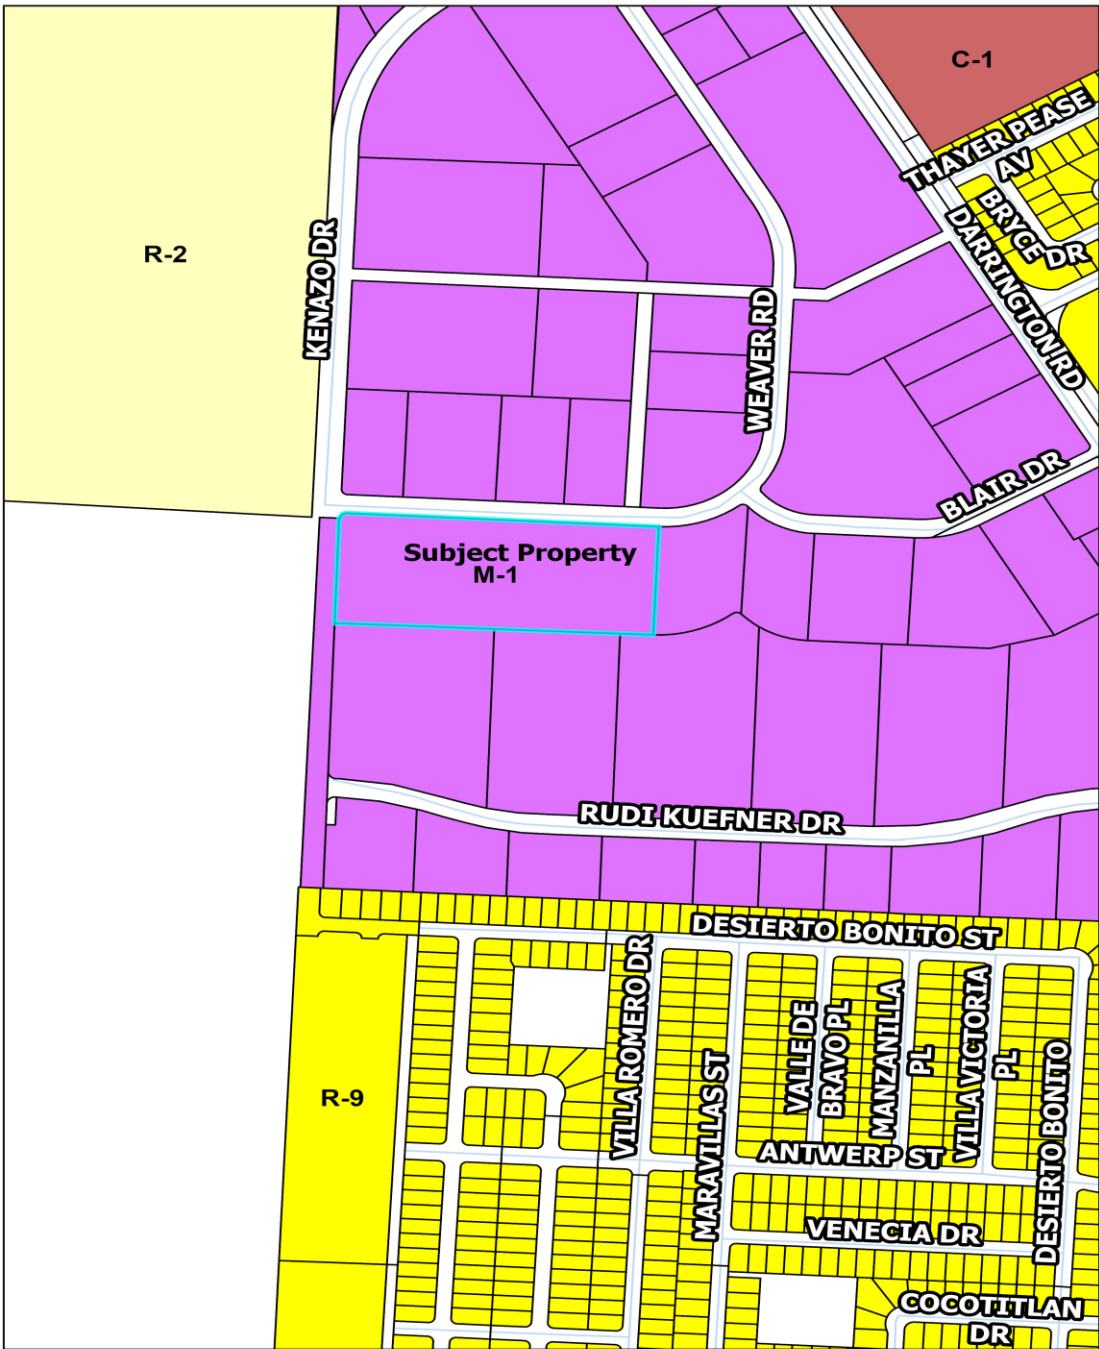 C-1
THAYER PEASE
AV
BRYCE
DR
DARRINGTON RD
R-2
KENAZO DR
WEAVER RD
BLAIR DR
Subject Property
M-1
RUDI KUEFNER DR
DESIERTO BONITO ST
VILLA ROMERO DR
MARAVILLAS ST
VALLE DE
BRAVO PL
MANZANILLA
PL
VILLA VICTORIA
PL
DESIERTO BONITO
R-9
ANTWERP ST
VENECIA DR
COCOTITLAN
DR